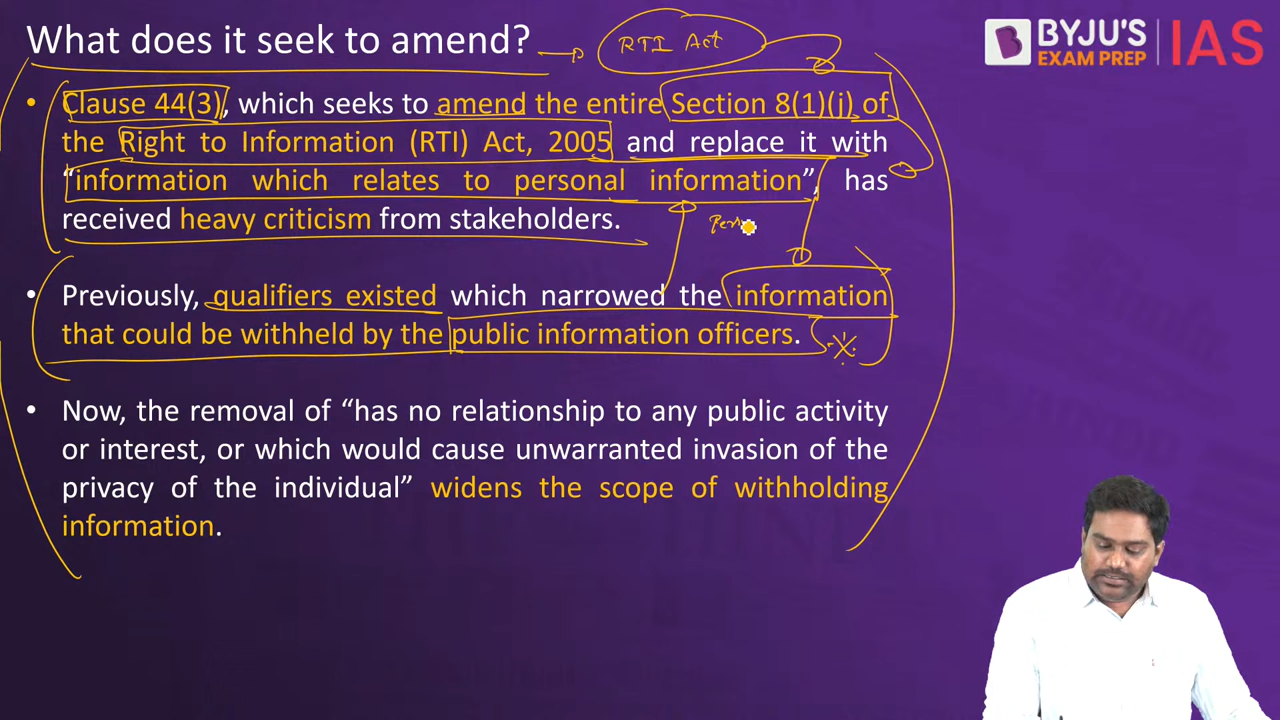 What does it seek to amend?
RTI Act
BYJU'S
EXAM PREP
IAS
• Clause 44(3), which seeks to amend the entire Section 8(1)(j) of
the Right to Information (RTI) Act, 2005 and replace it with
“information which relates to personal information”, has
received heavy criticism from stakeholders.
• Previously, qualifiers existed which narrowed the information
that could be withheld by the public information officers.
• Now, the removal of “has no relationship to any public activity
or interest, or which would cause unwarranted invasion of the
privacy of the individual” widens the scope of withholding
information.